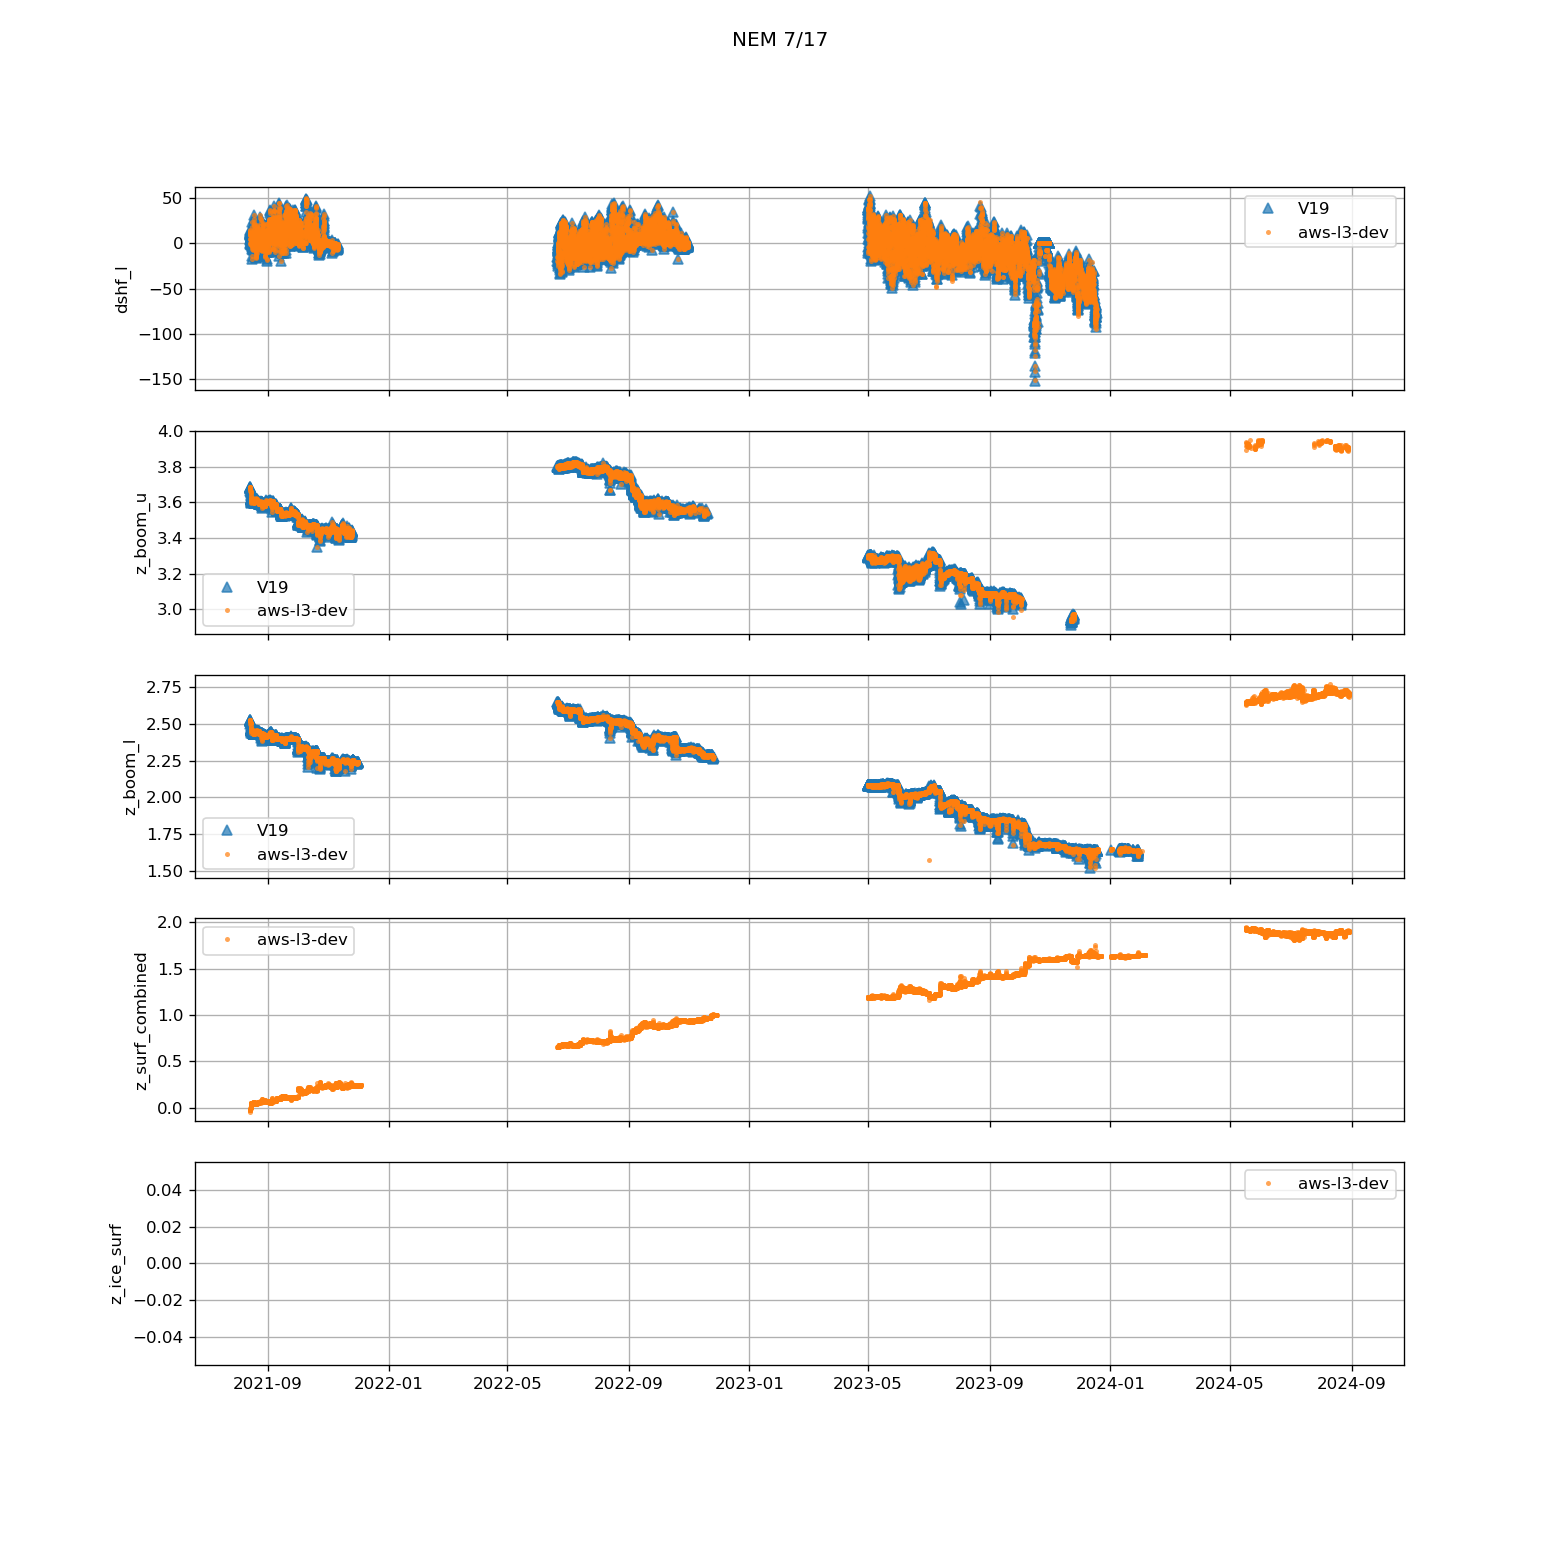 NEM 7/17
50
0
−50
−100
−150
dshf_l
V19
aws-l3-dev
4.0
3.8
3.6
3.4
3.2
3.0
z_boom_u
V19
aws-l3-dev
2.75
2.50
2.25
2.00
1.75
1.50
z_boom_l
V19
aws-l3-dev
2.0
1.5
1.0
0.5
0.0
z_surf_combined
aws-l3-dev
0.04
0.02
0.00
−0.02
−0.04
z_ice_surf
aws-l3-dev
2021-09 2022-01 2022-05 2022-09 2023-01 2023-05 2023-09 2024-01 2024-05 2024-09